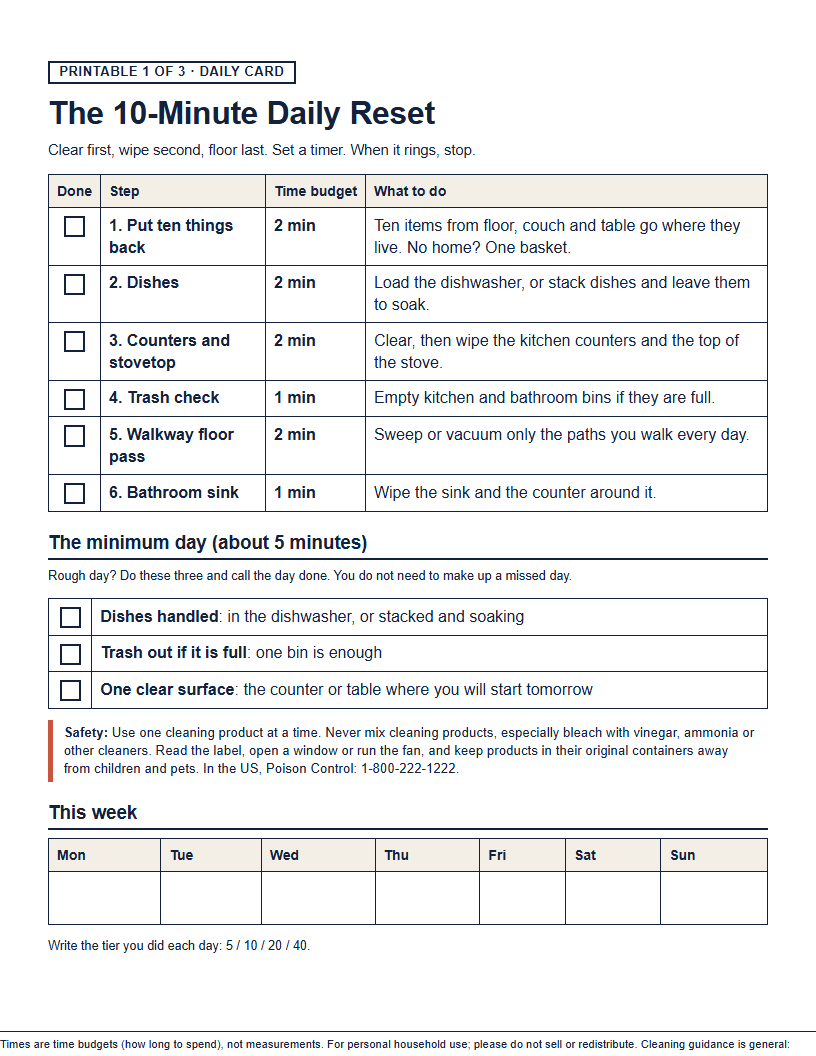 PRINTABLE 1 OF 3 · DAILY CARD
The 10-Minute Daily Reset
Clear first, wipe second, floor last. Set a timer. When it rings, stop.
Done Step Time budget What to do
1. Put ten things back 2 min Ten items from floor, couch and table go where they
live. No home? One basket.
2. Dishes 2 min Load the dishwasher, or stack dishes and leave them
to soak.
3. Counters and stovetop 2 min Clear, then wipe the kitchen counters and the top of
the stove.
4. Trash check 1 min Empty kitchen and bathroom bins if they are full.
5. Walkway floor pass 2 min Sweep or vacuum only the paths you walk every day.
6. Bathroom sink 1 min Wipe the sink and the counter around it.
The minimum day (about 5 minutes)
Rough day? Do these three and call the day done. You do not need to make up a missed day.
Dishes handled: in the dishwasher, or stacked and soaking
Trash out if it is full: one bin is enough
One clear surface: the counter or table where you will start tomorrow
Safety: Use one cleaning product at a time. Never mix cleaning products, especially bleach with vinegar, ammonia or
other cleaners. Read the label, open a window or run the fan, and keep products in their original containers away
from children and pets. In the US, Poison Control: 1-800-222-1222.
This week
Mon Tue Wed Thu Fri Sat Sun
Write the tier you did each day: 5 / 10 / 20 / 40.
Times are time budgets (how long to spend), not measurements. For personal household use; please do not sell or redistribute. Cleaning guidance is general: